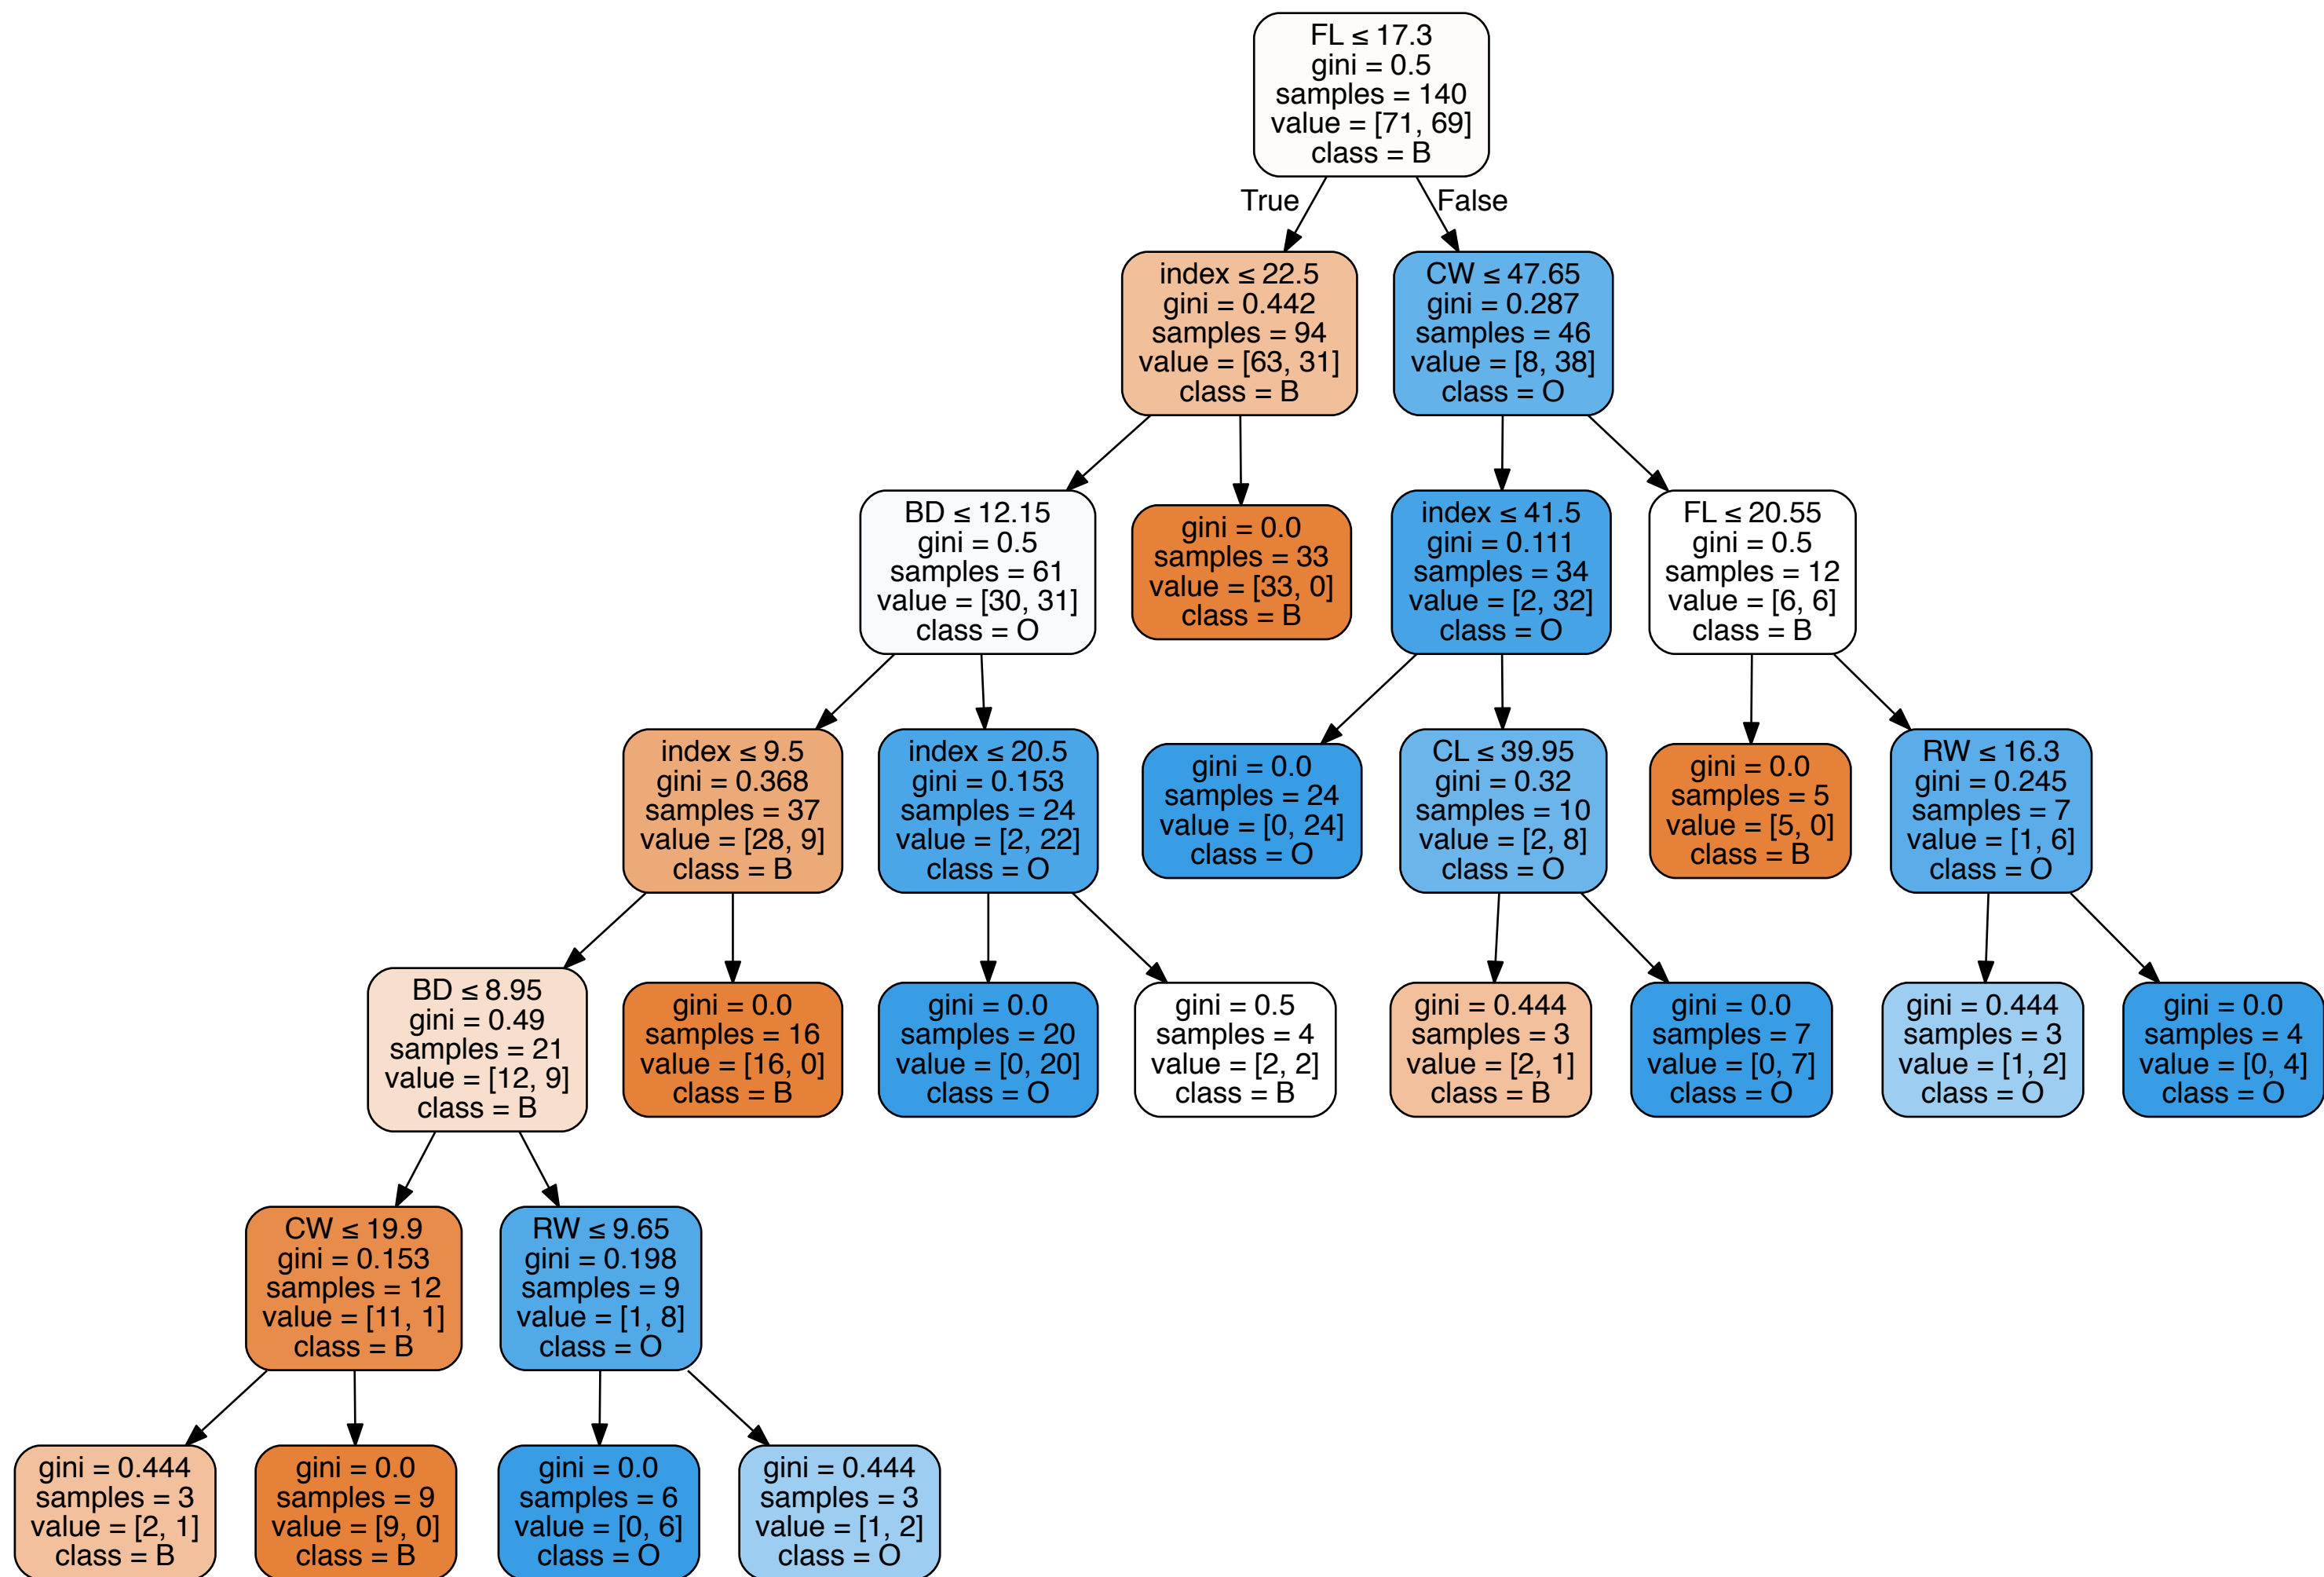 FL ≤ 17.3
gini = 0.5
samples = 140
value = [71, 69]
class = B
True
False
index ≤ 22.5
gini = 0.442
samples = 94
value = [63, 31]
class = B
CW ≤ 47.65
gini = 0.287
samples = 46
value = [8, 38]
class = O
BD ≤ 12.15
gini = 0.5
samples = 61
value = [30, 31]
class = O
gini = 0.0
samples = 33
value = [33, 0]
class = B
index ≤ 41.5
gini = 0.111
samples = 34
value = [2, 32]
class = O
FL ≤ 20.55
gini = 0.5
samples = 12
value = [6, 6]
class = B
index ≤ 9.5
gini = 0.368
samples = 37
value = [28, 9]
class = B
index ≤ 20.5
gini = 0.153
samples = 24
value = [2, 22]
class = O
gini = 0.0
samples = 24
value = [0, 24]
class = O
CL ≤ 39.95
gini = 0.32
samples = 10
value = [2, 8]
class = O
gini = 0.0
samples = 5
value = [5, 0]
class = B
RW ≤ 16.3
gini = 0.245
samples = 7
value = [1, 6]
class = O
BD ≤ 8.95
gini = 0.49
samples = 21
value = [12, 9]
class = B
gini = 0.0
samples = 16
value = [16, 0]
class = B
gini = 0.0
samples = 20
value = [0, 20]
class = O
gini = 0.5
samples = 4
value = [2, 2]
class = B
gini = 0.444
samples = 3
value = [2, 1]
class = B
gini = 0.0
samples = 7
value = [0, 7]
class = O
gini = 0.444
samples = 3
value = [1, 2]
class = O
gini = 0.0
samples = 4
value = [0, 4]
class = O
CW ≤ 19.9
gini = 0.153
samples = 12
value = [11, 1]
class = B
RW ≤ 9.65
gini = 0.198
samples = 9
value = [1, 8]
class = O
gini = 0.444
samples = 3
value = [2, 1]
class = B
gini = 0.0
samples = 9
value = [9, 0]
class = B
gini = 0.0
samples = 6
value = [0, 6]
class = O
gini = 0.444
samples = 3
value = [1, 2]
class = O